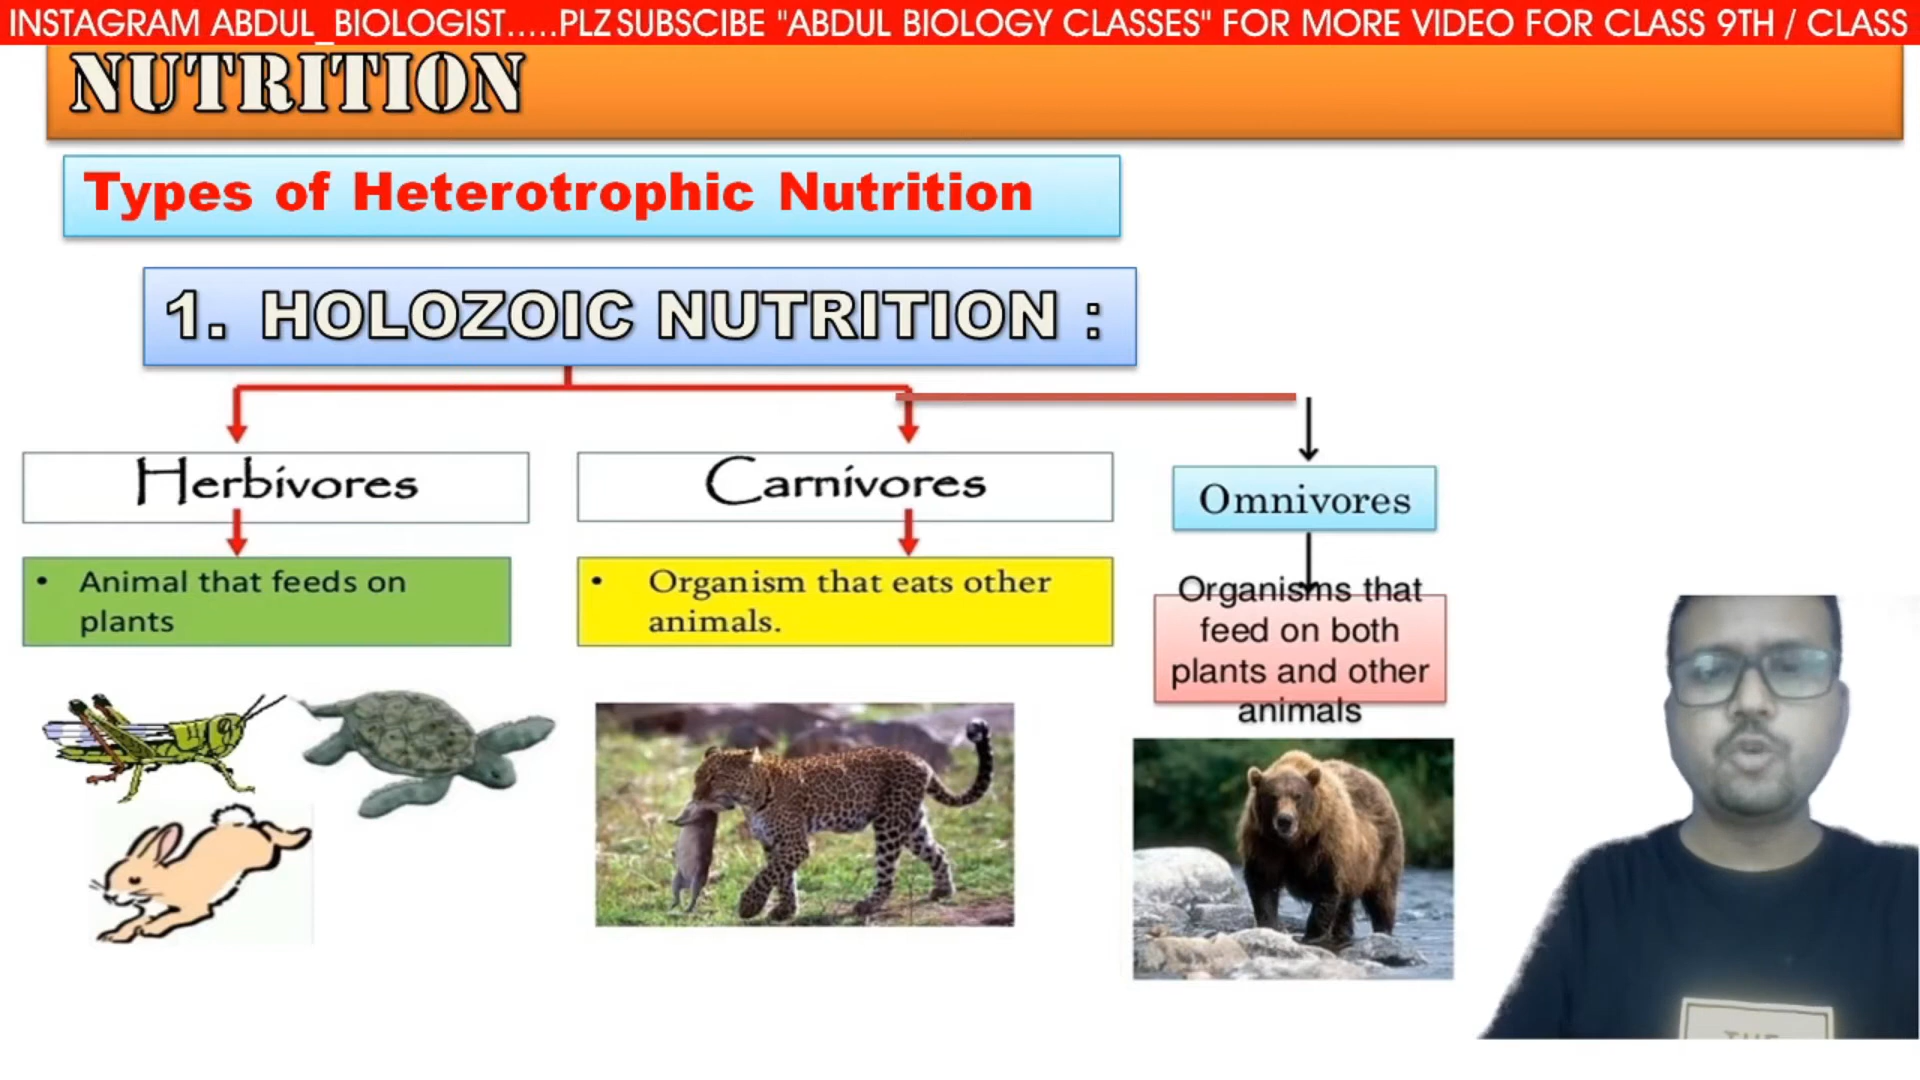 INSTAGRAM ABDUL_BIOLOGIST.....PLZ SUBSCIBE "ABDUL BIOLOGY CLASSES" FOR MORE VIDEO FOR CLASS 9TH / CLASS
NUTRITION
Types of Heterotrophic Nutrition
1. HOLOZOIC NUTRITION :
Herbivores
• Animal that feeds on
plants
Carnivores
• Organism that eats other
animals.
Omnivores
Organisms that
feed on both
plants and other
animals
THE